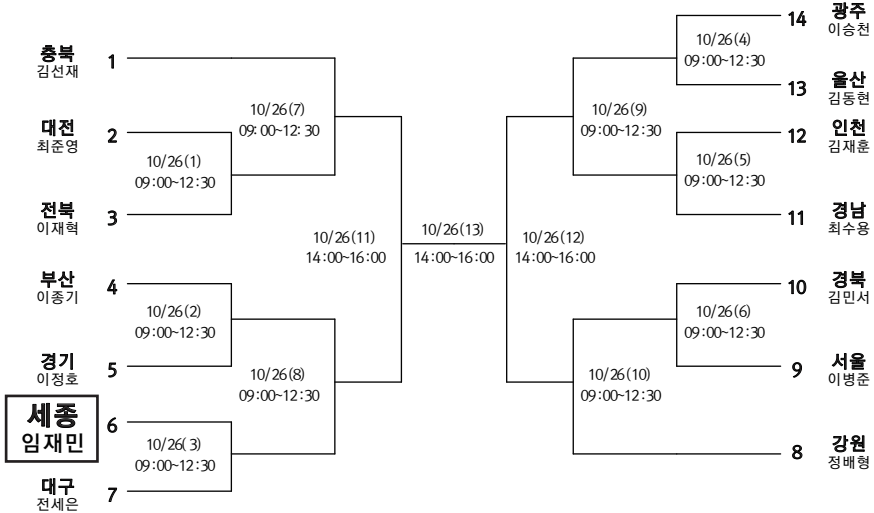 충북
김선재
1
대전
최준영
2
전북
이재혁
3
부산
이종기
4
경기
이정호
5
세종
임재민
6
대구
전세은
7
10/26(1)
09:00~12:30
10/26(2)
09:00~12:30
10/26(3)
09:00~12:30
10/26(7)
09:00~12:30
10/26(8)
09:00~12:30
10/26(11)
14:00~16:00
10/26(13)
14:00~16:00
10/26(12)
14:00~16:00
10/26(9)
09:00~12:30
10/26(10)
09:00~12:30
10/26(4)
09:00~12:30
10/26(5)
09:00~12:30
10/26(6)
09:00~12:30
14
광주
이승천
13
울산
김동현
12
인천
김재훈
11
경남
최수용
10
경북
김민서
9
서울
이병준
8
강원
정배형